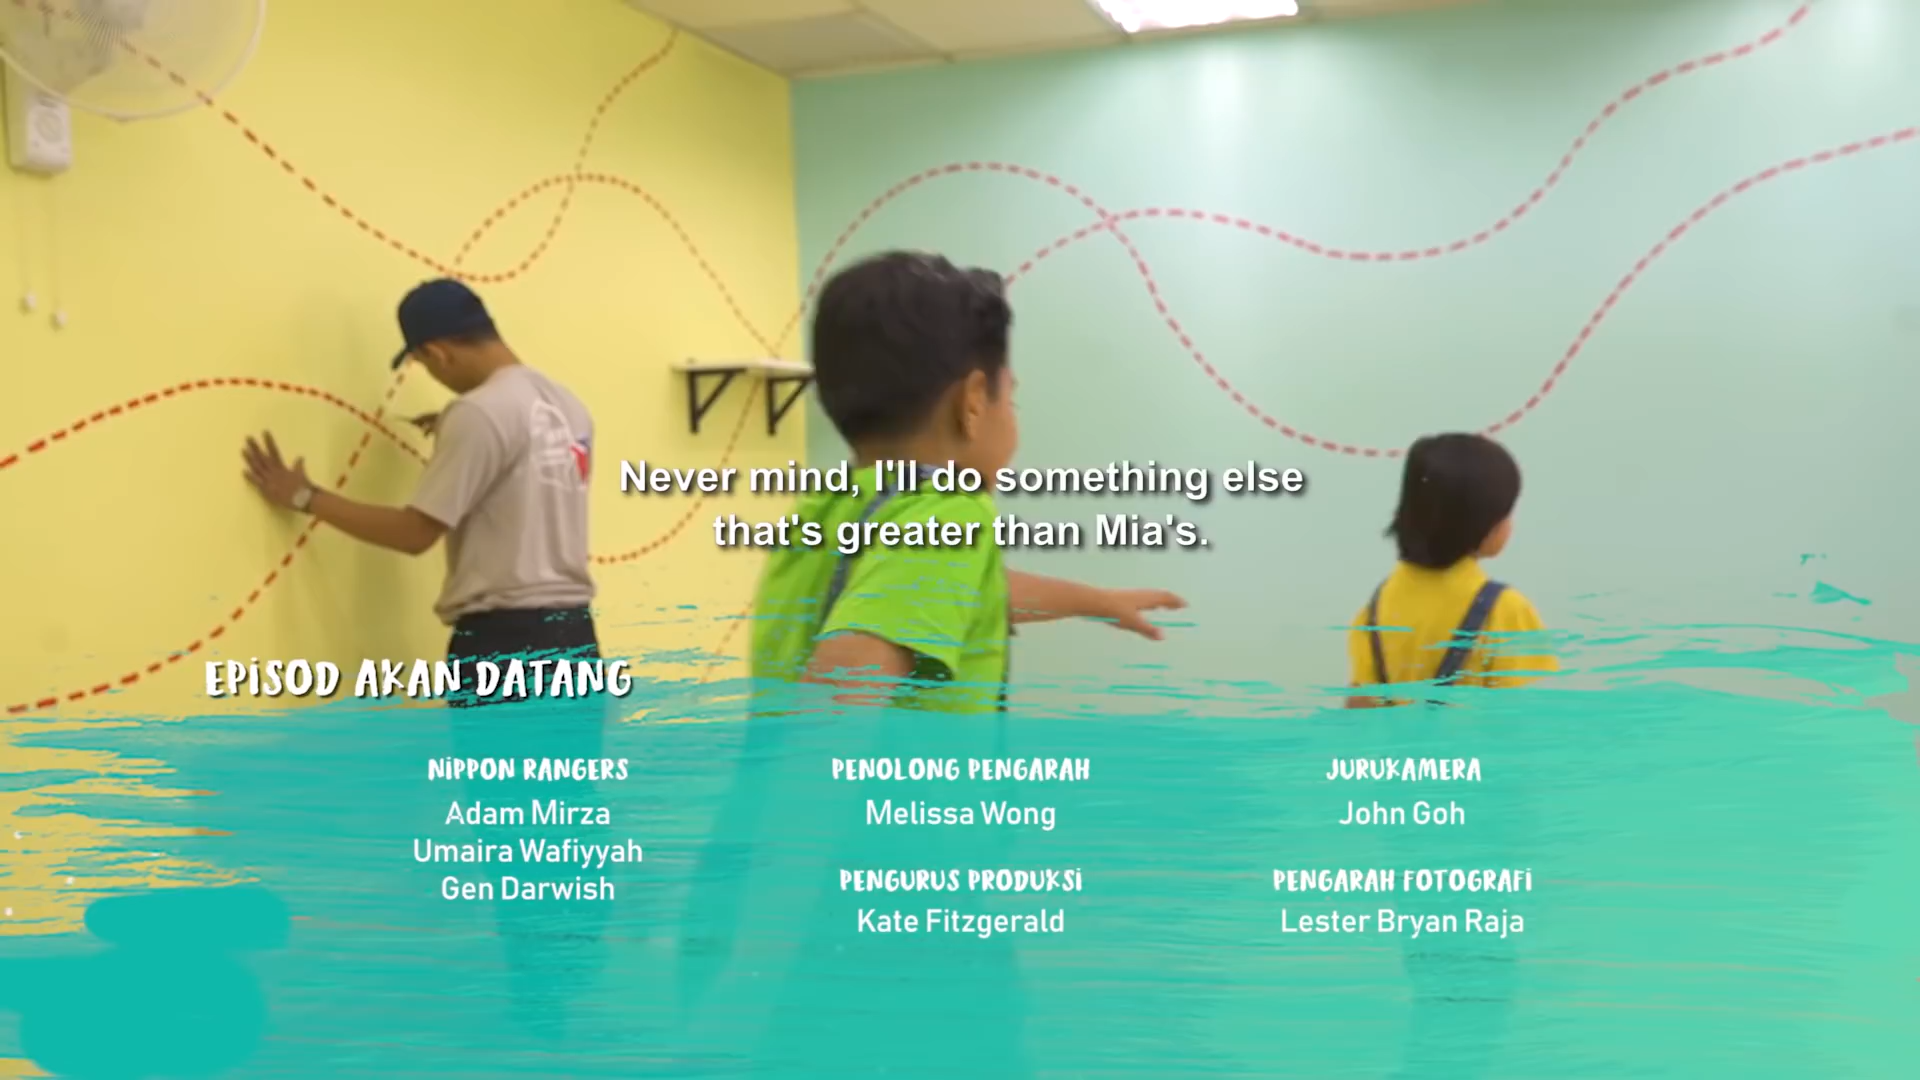 Never mind, I'll do something else
that's greater than Mia's.
EPiSOD AKAN DATANG
NiPPON RANGERS
Adam Mirza
Umaira Wafiyyah
Gen Darwish
PENOLONG PENGARAH
Melissa Wong
PENGURUS PRODUKSi
Kate Fitzgerald
JURUKAMERA
John Goh
PENGARAH FOTOGRAFi
Lester Bryan Raja